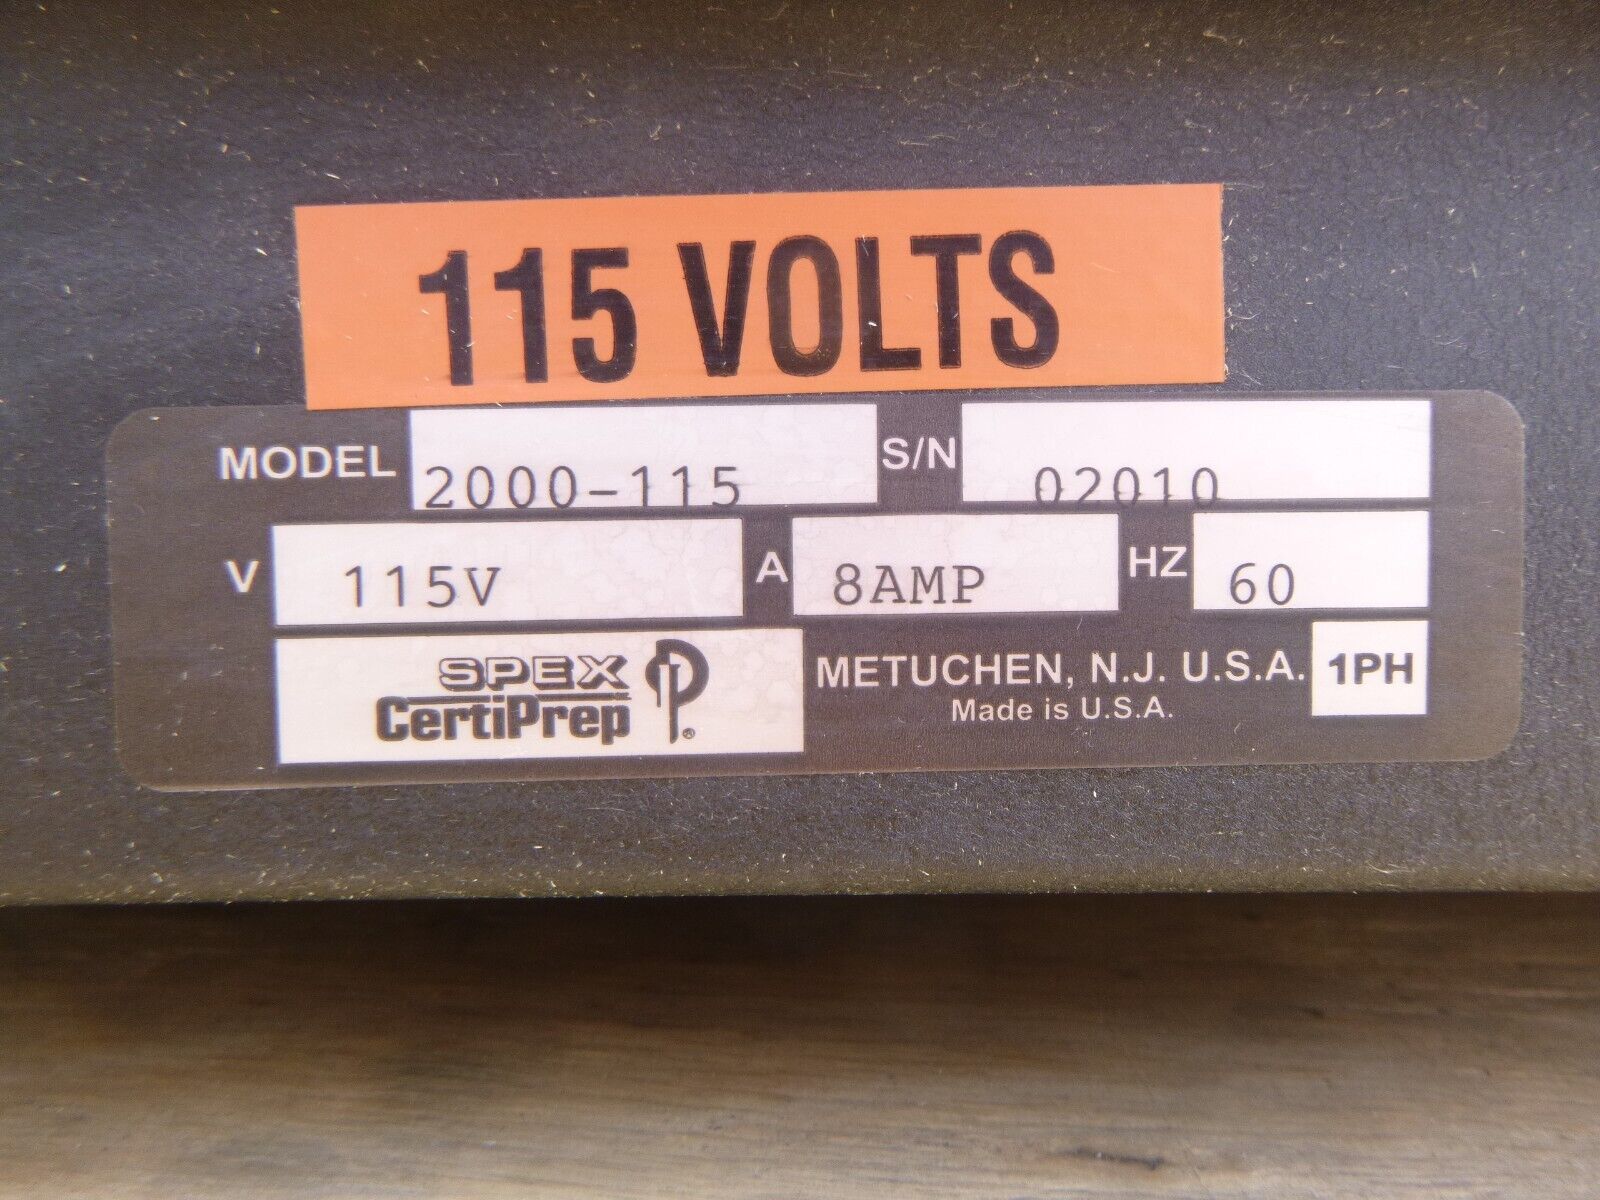 115 VOLTS
MODEL 2000-115 S/N 02010
V 115V A 8AMP HZ 60
SPEX CertiPrep ® METUCHEN, N.J. U.S.A. 1PH
Made is U.S.A.